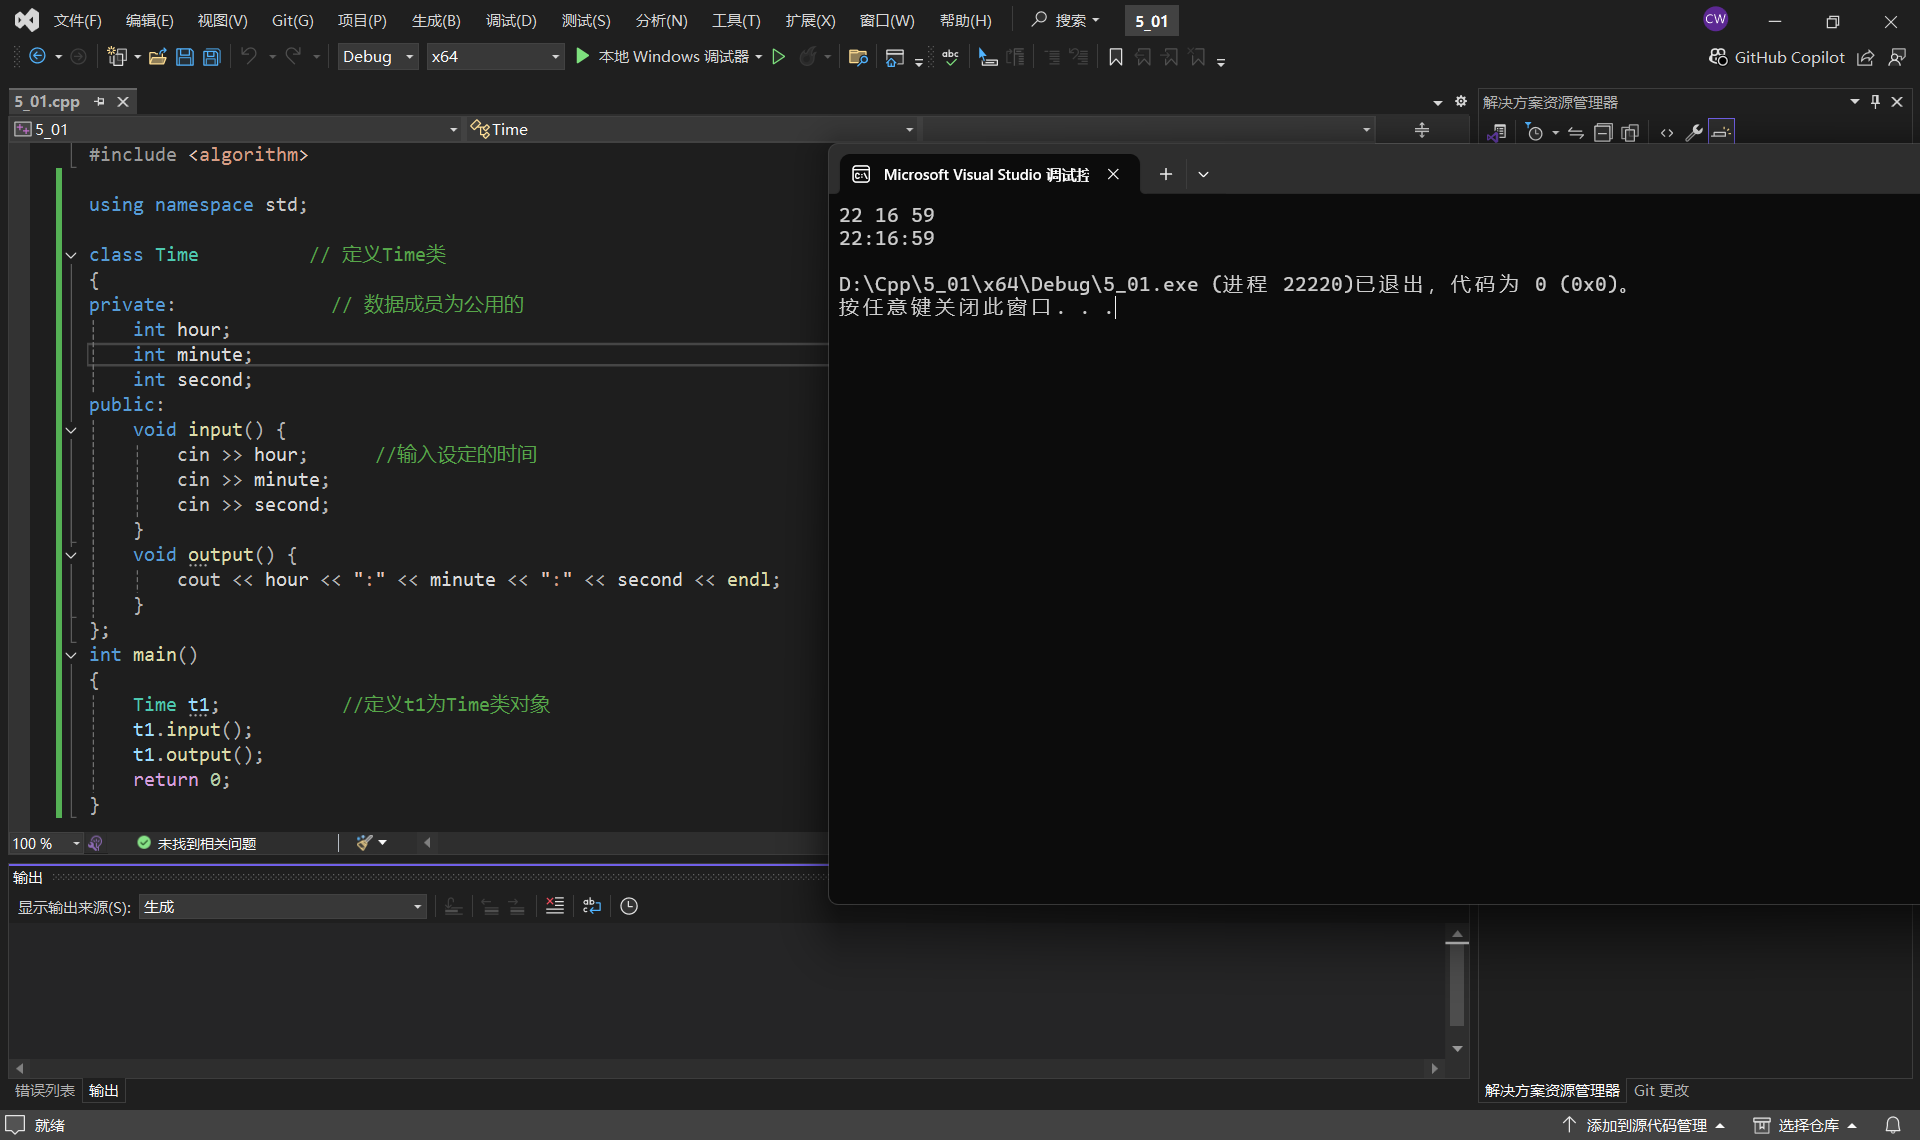 文件(F) 编辑(E) 视图(V) Git(G) 项目(P) 生成(B) 调试(D) 测试(S) 分析(N) 工具(T) 扩展(X) 窗口(W) 帮助(H) 搜索 5_01 CW
Debug x64 本地 Windows 调试器 GitHub Copilot
5_01.cpp
5_01 Time
#include <algorithm>
using namespace std;
class Time // 定义Time类
{
private: // 数据成员为公用的
int hour;
int minute;
int second;
public:
void input() {
cin >> hour; //输入设定的时间
cin >> minute;
cin >> second;
}
void output() {
cout << hour << ":" << minute << ":" << second << endl;
}
};
int main()
{
Time t1; //定义t1为Time类对象
t1.input();
t1.output();
return 0;
}
100 % 未找到相关问题
输出
显示输出来源(S): 生成
错误列表 输出
就绪
Microsoft Visual Studio 调试控
22 16 59
22:16:59
D:\Cpp\5_01\x64\Debug\5_01.exe (进程 22220)已退出，代码为 0 (0x0)。
按任意键关闭此窗口. . .
解决方案资源管理器
解决方案资源管理器 Git 更改
添加到源代码管理 选择仓库